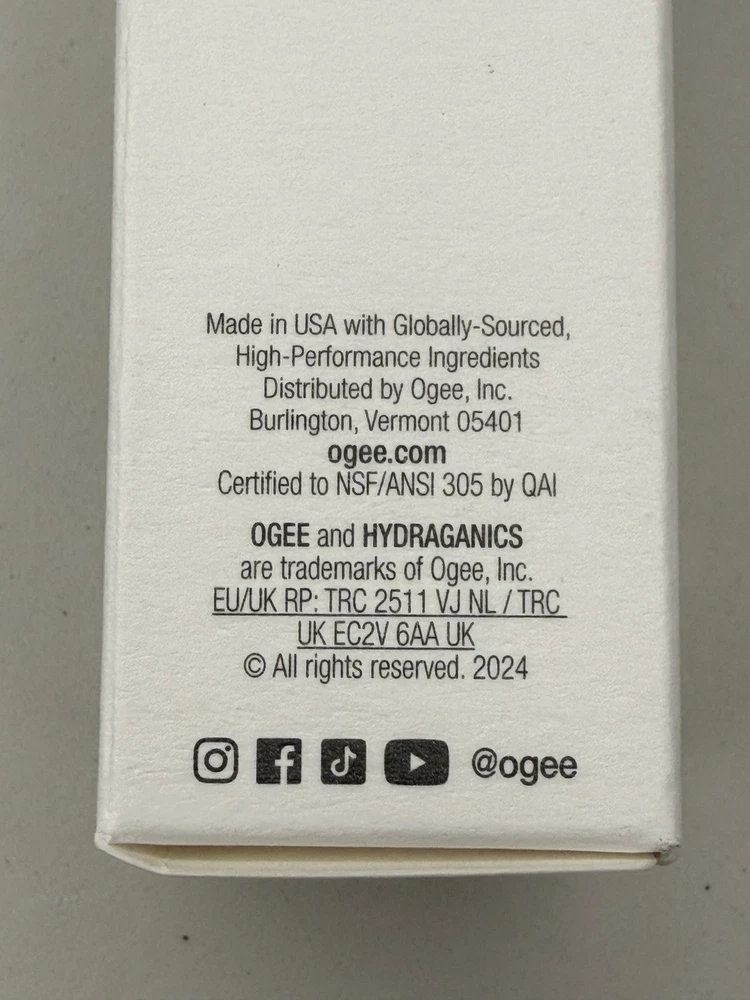 Made in USA with Globally-Sourced,
High-Performance Ingredients
Distributed by Ogee, Inc.
Burlington, Vermont 05401
ogee.com
Certified to NSF/ANSI 305 by QAI
OGEE and HYDRAGANICS
are trademarks of Ogee, Inc.
EU/UK RP: TRC 2511 VJ NL / TRC
UK EC2V 6AA UK
© All rights reserved. 2024
@ogee